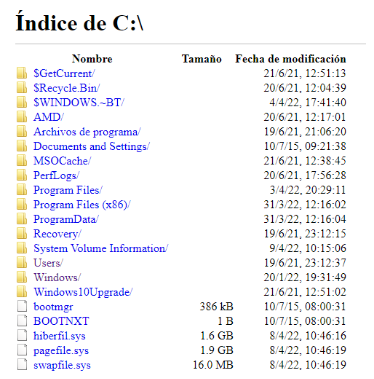 Índice de C:\
Nombre Tamaño Fecha de modificación
$GetCurrent/ 21/6/21, 12:51:13
$Recycle.Bin/ 20/6/21, 12:04:39
$WINDOWS.~BT/ 4/4/22, 17:41:40
AMD/ 20/6/21, 12:17:01
Archivos de programa/ 19/6/21, 21:06:20
Documents and Settings/ 10/7/15, 09:21:38
MSOCache/ 21/6/21, 12:38:45
PerfLogs/ 20/6/21, 17:56:28
Program Files/ 3/4/22, 20:29:11
Program Files (x86)/ 31/3/22, 12:16:02
ProgramData/ 31/3/22, 12:16:04
Recovery/ 19/6/21, 23:12:15
System Volume Information/ 9/4/22, 10:15:06
Users/ 19/6/21, 23:12:37
Windows/ 20/1/22, 19:31:49
Windows10Upgrade/ 21/6/21, 12:51:02
bootmgr 386 kB 10/7/15, 08:00:31
BOOTNXT 1 B 10/7/15, 08:00:31
hiberfil.sys 1.6 GB 8/4/22, 10:46:16
pagefile.sys 1.9 GB 8/4/22, 10:46:19
swapfile.sys 16.0 MB 8/4/22, 10:46:19